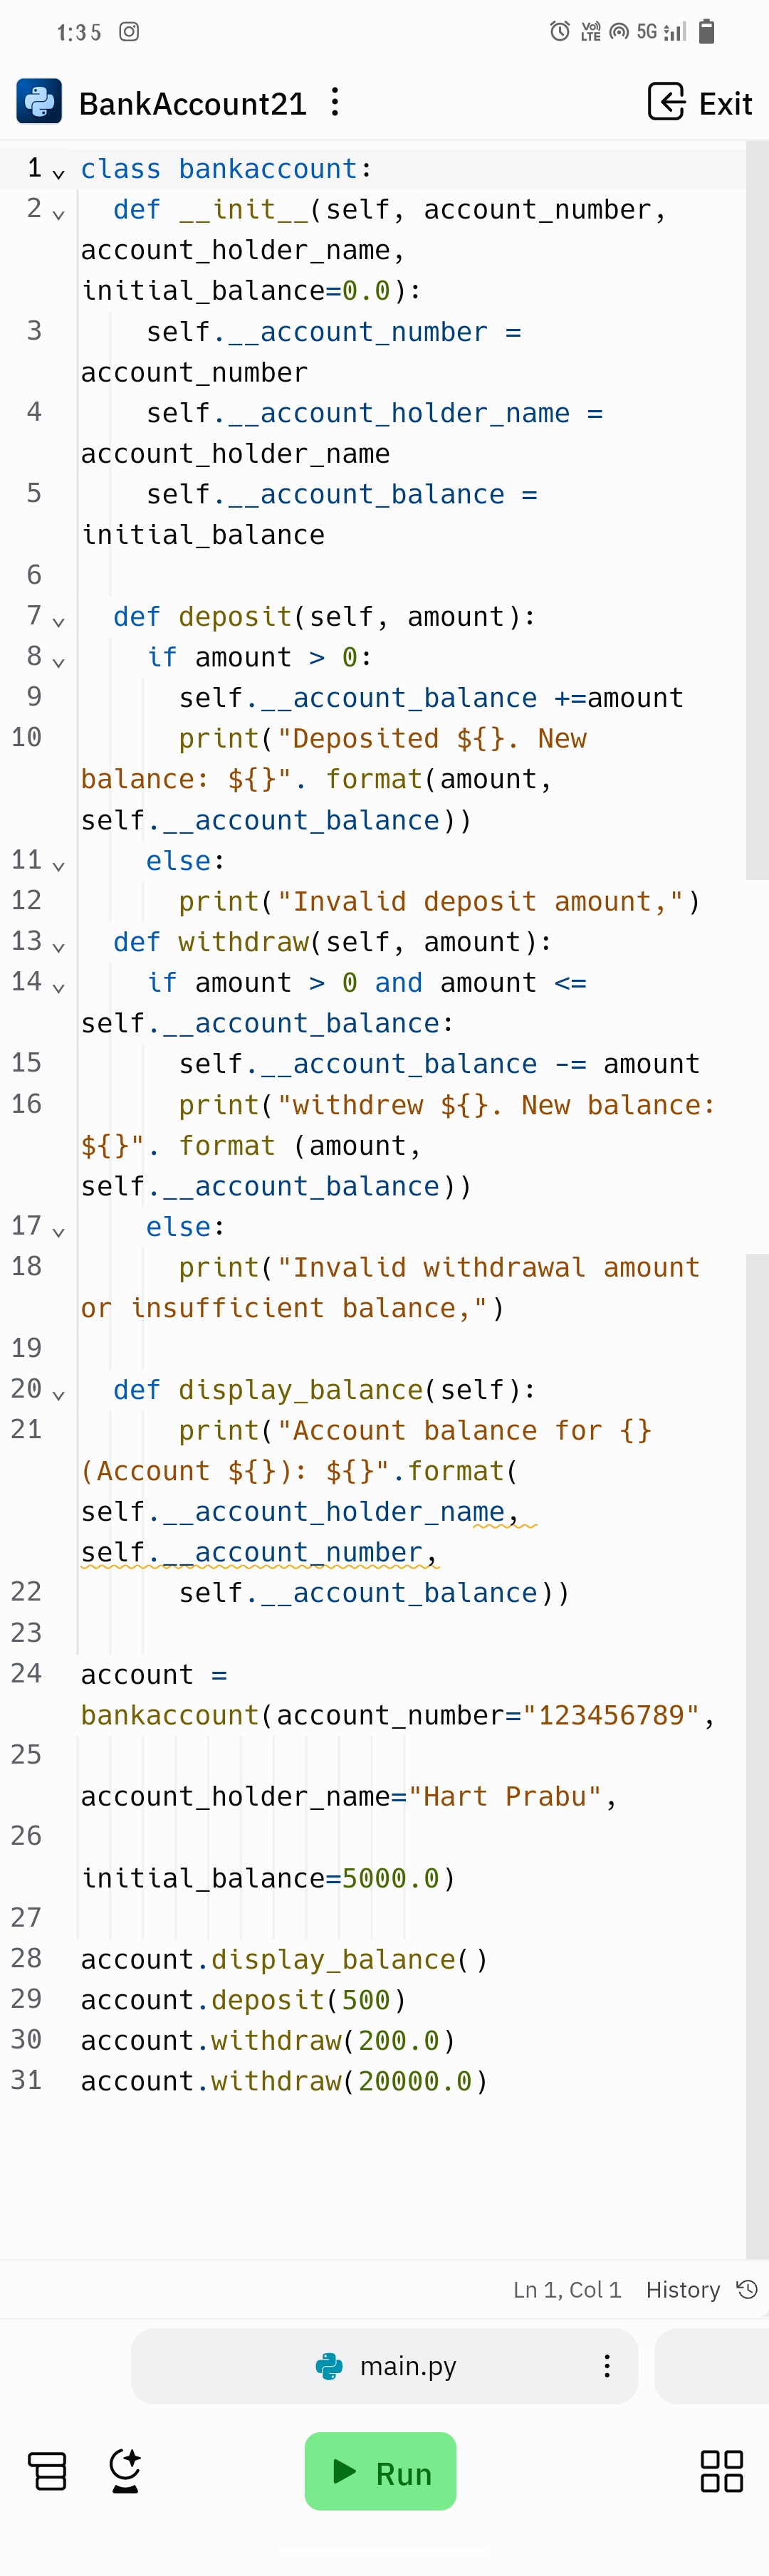 1:35
Vo) LTE 5G
BankAccount21
Exit
1 class bankaccount:
2   def __init__(self, account_number,
account_holder_name,
initial_balance=0.0):
3     self.__account_number =
account_number
4     self.__account_holder_name =
account_holder_name
5     self.__account_balance =
initial_balance
6
7   def deposit(self, amount):
8     if amount > 0:
9       self.__account_balance +=amount
10       print("Deposited ${}. New
balance: ${}". format(amount,
self.__account_balance))
11     else:
12       print("Invalid deposit amount,")
13   def withdraw(self, amount):
14     if amount > 0 and amount <=
self.__account_balance:
15       self.__account_balance -= amount
16       print("withdrew ${}. New balance:
${}". format (amount,
self.__account_balance))
17     else:
18       print("Invalid withdrawal amount
or insufficient balance,")
19
20   def display_balance(self):
21       print("Account balance for {}
(Account ${}): ${}".format(
self.__account_holder_name,
self.__account_number,
22       self.__account_balance))
23
24 account =
bankaccount(account_number="123456789",
25
account_holder_name="Hart Prabu",
26
initial_balance=5000.0)
27
28 account.display_balance()
29 account.deposit(500)
30 account.withdraw(200.0)
31 account.withdraw(20000.0)
Ln 1, Col 1 History
main.py
Run